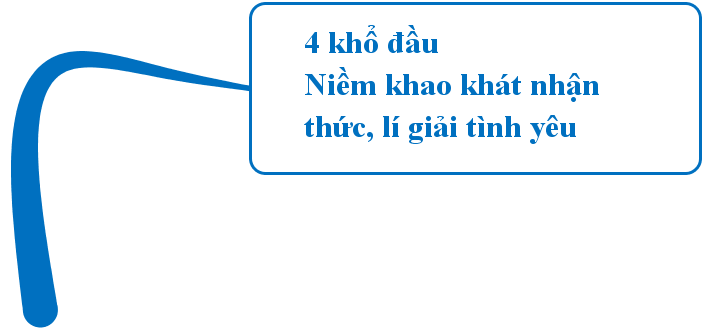 4 khổ đầu
Niềm khao khát nhận
thức, lí giải tình yêu